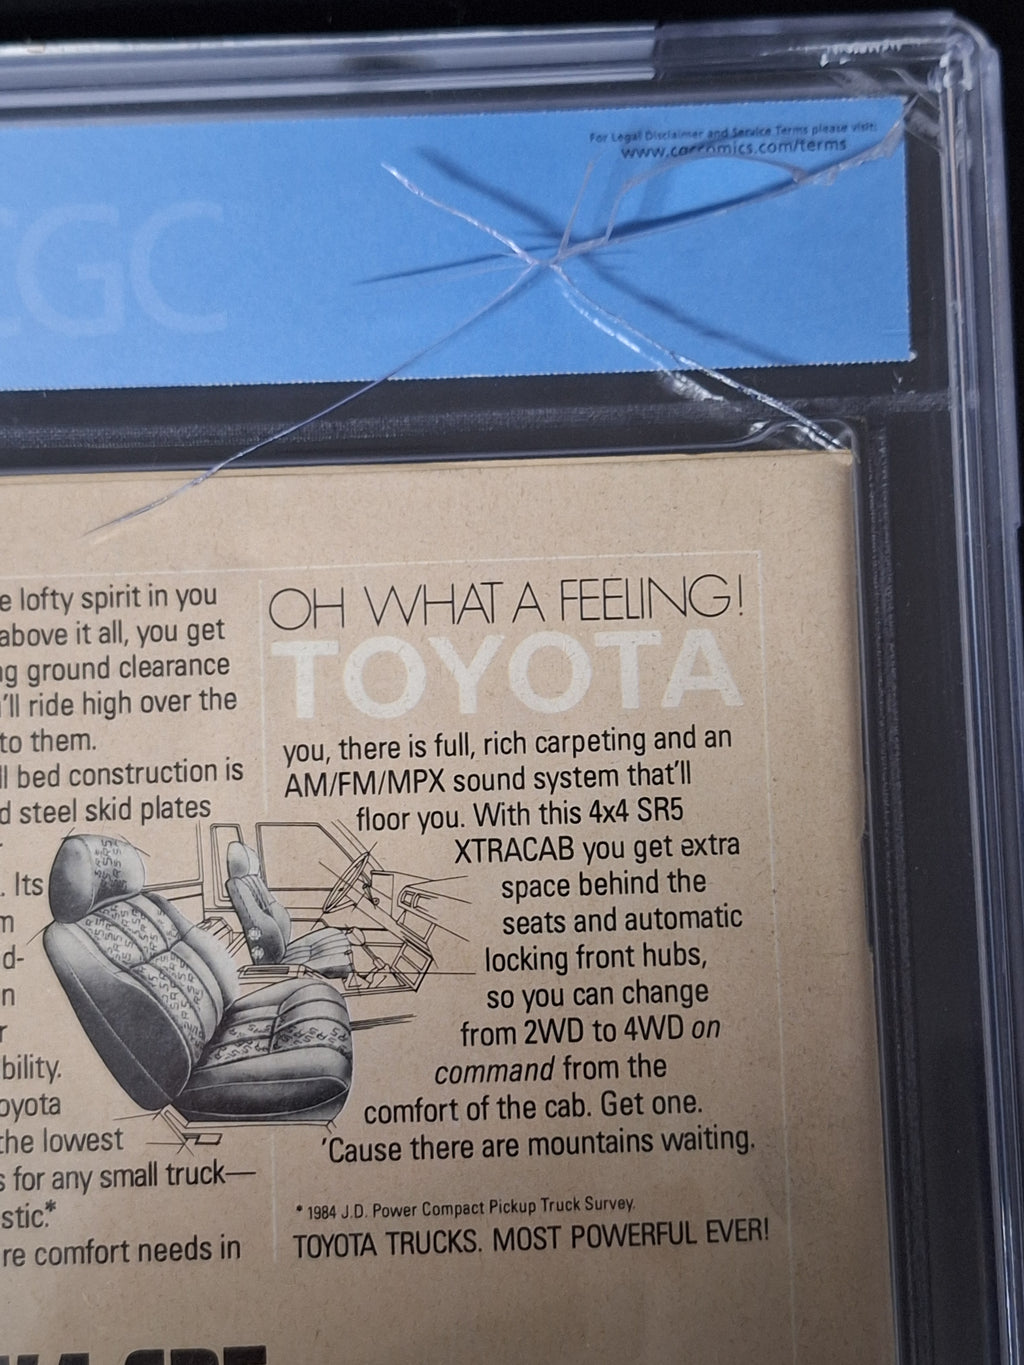 For Legal Disclaimer and Service Terms please visit:
www.cgccomics.com/terms
CGC
e lofty spirit in you
above it all, you get
ng ground clearance
'll ride high over the
to them.
ll bed construction is
d steel skid plates
. Its
m
d-
n
r
bility.
oyota
the lowest
s for any small truck—
stic.*
re comfort needs in
OH WHAT A FEELING!
TOYOTA
you, there is full, rich carpeting and an
AM/FM/MPX sound system that'll
floor you. With this 4x4 SR5
XTRACAB you get extra
space behind the
seats and automatic
locking front hubs,
so you can change
from 2WD to 4WD on
command from the
comfort of the cab. Get one.
'Cause there are mountains waiting.
* 1984 J.D. Power Compact Pickup Truck Survey.
TOYOTA TRUCKS. MOST POWERFUL EVER!